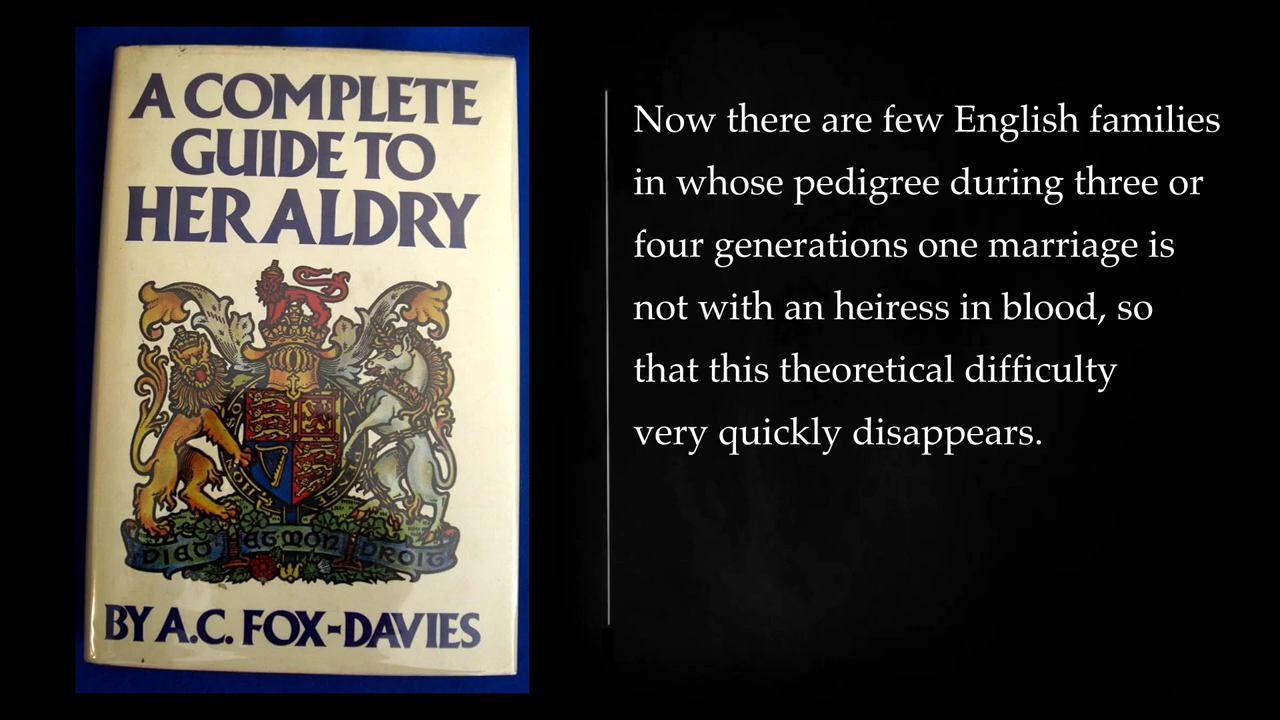 A COMPLETE
GUIDE TO
HERALDRY
DIEU ET MON DROIT
BY A.C. FOX-DAVIES
Now there are few English families
in whose pedigree during three or
four generations one marriage is
not with an heiress in blood, so
that this theoretical difficulty
very quickly disappears.